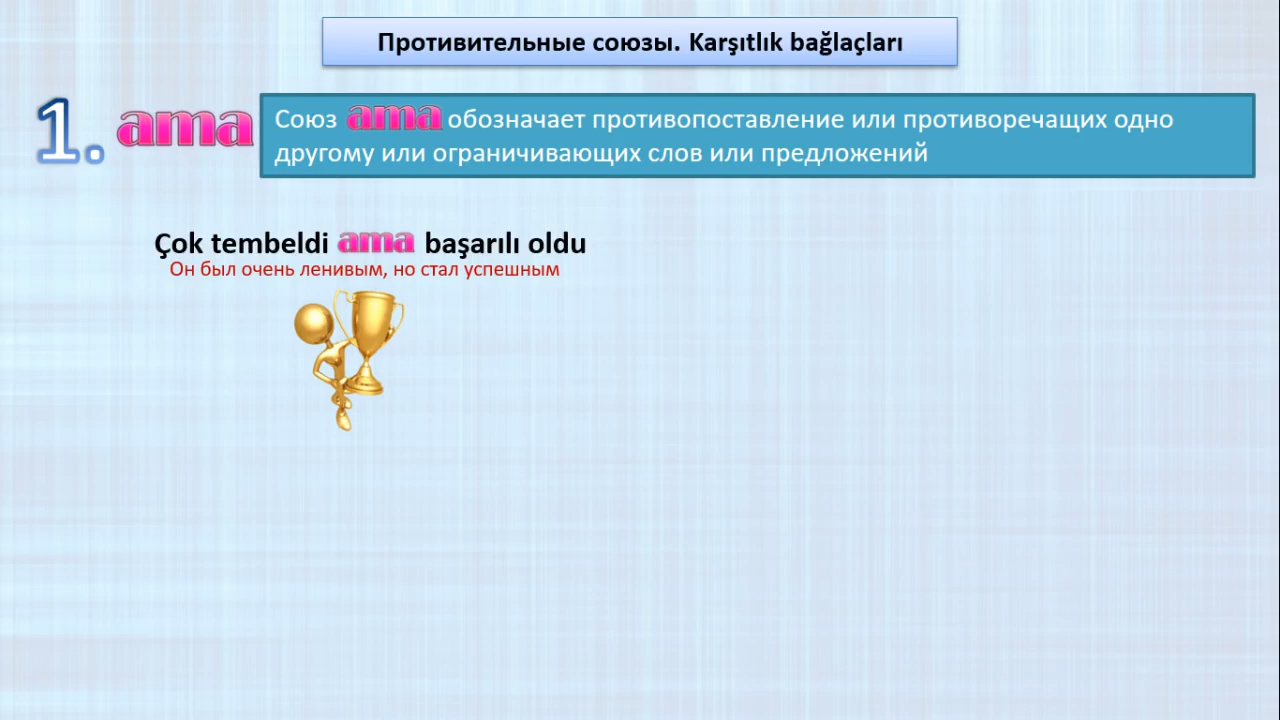 Противительные союзы. Karşıtlık bağlaçları
1. ama
Союз ama обозначает противопоставление или противоречащих одно
другому или ограничивающих слов или предложений
Çok tembeldi ama başarılı oldu
Он был очень ленивым, но стал успешным